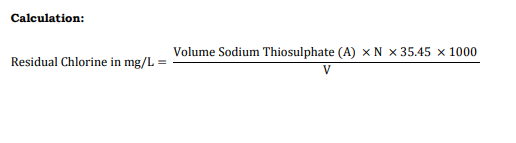 Calculation:
Residual Chlorine in mg/L = Volume Sodium Thiosulphate (A) × N × 35.45 × 1000
V